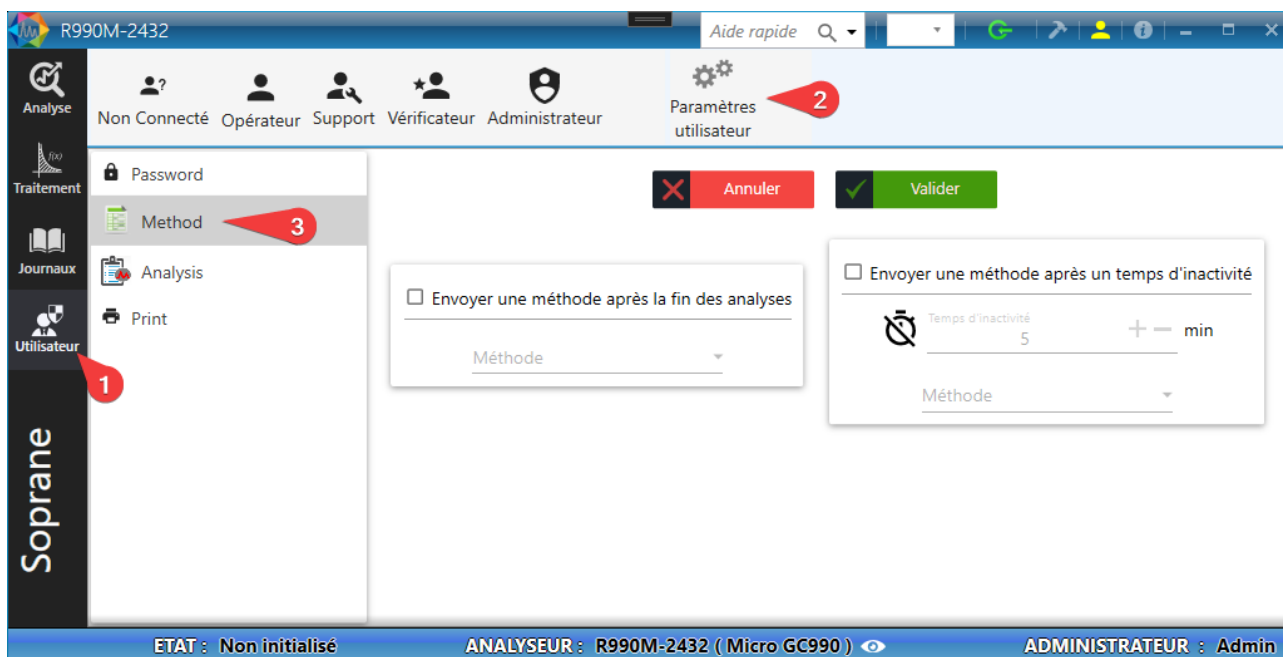 R990M-2432
Aide rapide
Analyse
Traitement
f(x)
Journaux
Utilisateur
1
Soprane
Non Connecté
?
Opérateur
Support
Vérificateur
Administrateur
Paramètres
utilisateur
2
Password
Method
3
Analysis
Print
Annuler
Valider
Envoyer une méthode après la fin des analyses
Méthode
Envoyer une méthode après un temps d'inactivité
Temps d'inactivité
5
min
Méthode
ETAT : Non initialisé
ANALYSEUR : R990M-2432 ( Micro GC990 )
ADMINISTRATEUR : Admin